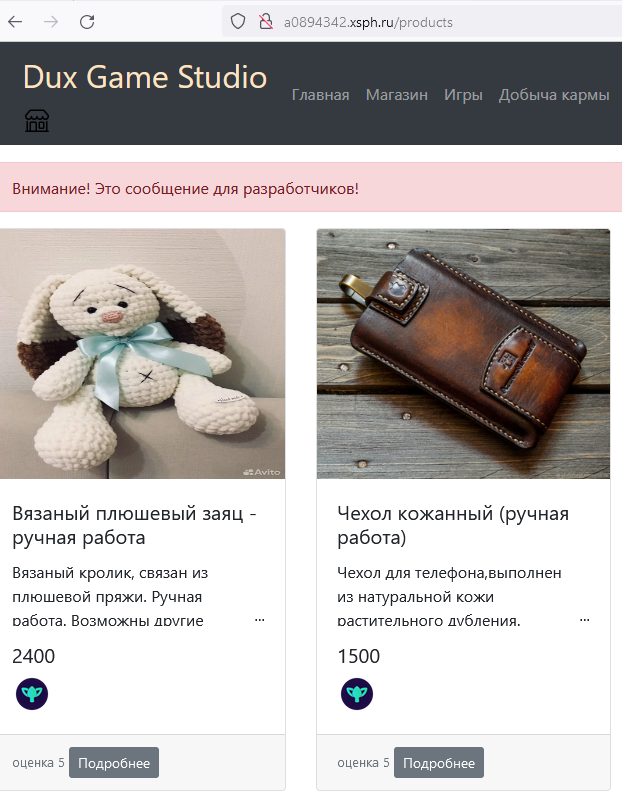 a0894342.xsph.ru/products
Dux Game Studio
Главная Магазин Игры Добыча кармы
Внимание! Это сообщение для разработчиков!
Avito
Вязаный плюшевый заяц -
ручная работа
Вязаный кролик, связан из
плюшевой пряжи. Ручная
работа. Возможны другие ...
2400
оценка 5 Подробнее
Чехол кожанный (ручная
работа)
Чехол для телефона,выполнен
из натуральной кожи
растительного дубления. ...
1500
оценка 5 Подробнее